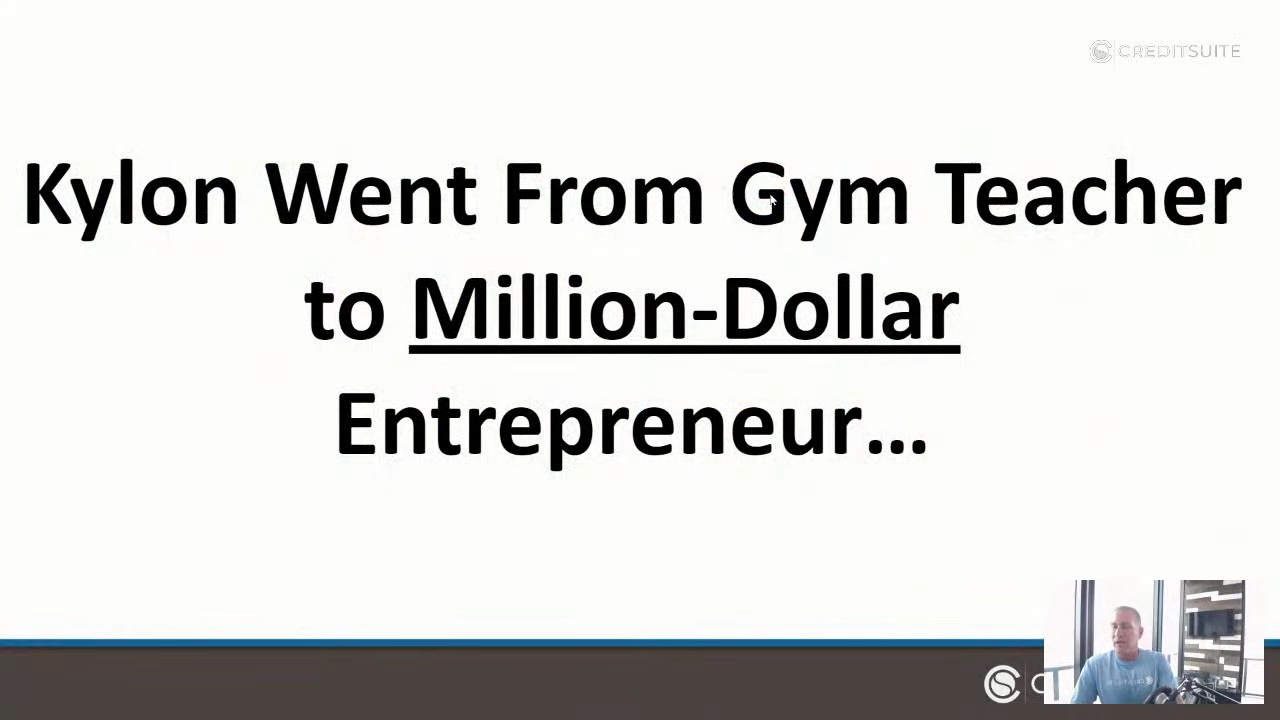 CREDITSUITE
Kylon Went From Gym Teacher
to Million-Dollar
Entrepreneur...